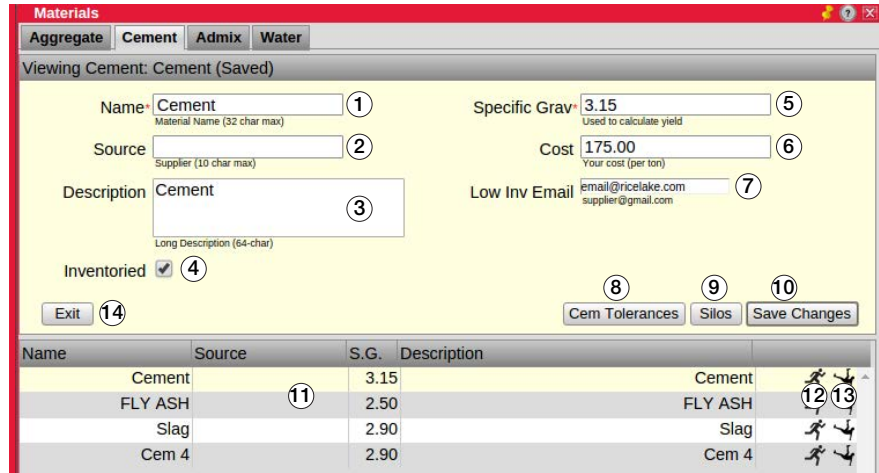 Materials
Aggregate Cement Admix Water
Viewing Cement: Cement (Saved)
Name* Cement 1 Specific Grav* 3.15 5
Material Name (32 char max) Used to calculate yield
Source 2 Cost 175.00 6
Supplier (10 char max) Your cost (per ton)
Description Cement 3 Low Inv Email email@ricelake.com 7
supplier@gmail.com
Long Description (64-char)
Inventoried 4
8 9 10
Exit 14 Cem Tolerances Silos Save Changes
Name Source S.G. Description
Cement 3.15 Cement
11 12 13
FLY ASH 2.50 FLY ASH
Slag 2.90 Slag
Cem 4 2.90 Cem 4